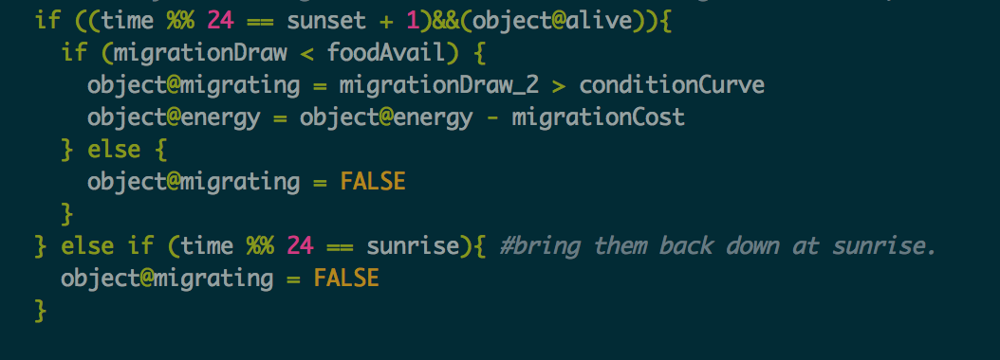 if ((time %% 24 == sunset + 1)&&(object@alive)){
if (migrationDraw < foodAvail) {
object@migrating = migrationDraw_2 > conditionCurve
object@energy = object@energy - migrationCost
} else {
object@migrating = FALSE
}
} else if (time %% 24 == sunrise){ #bring them back down at sunrise.
object@migrating = FALSE
}